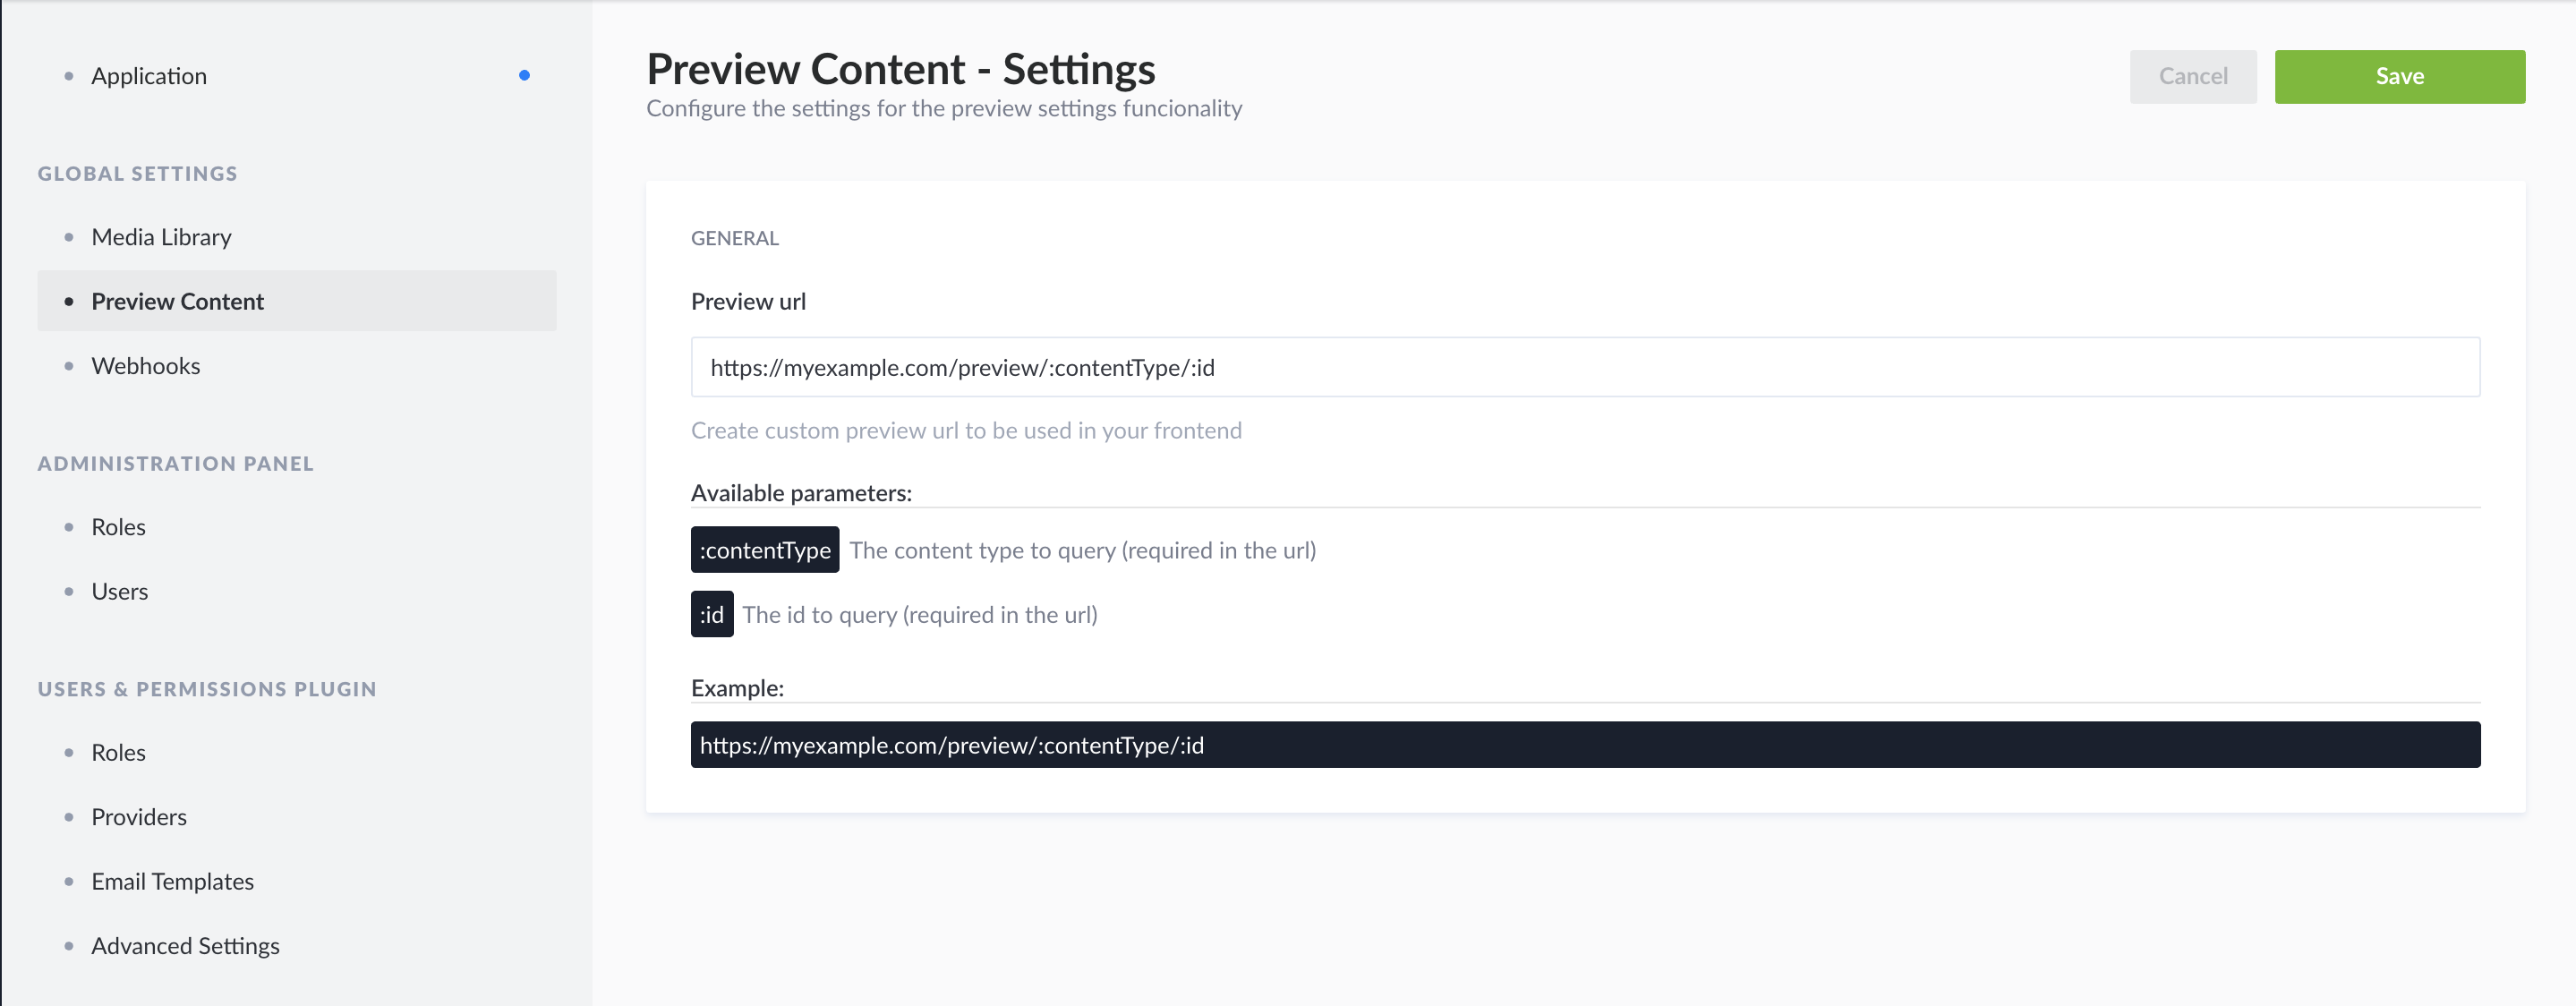 Application
GLOBAL SETTINGS
Media Library
Preview Content
Webhooks
ADMINISTRATION PANEL
Roles
Users
USERS & PERMISSIONS PLUGIN
Roles
Providers
Email Templates
Advanced Settings
Preview Content - Settings
Configure the settings for the preview settings funcionality
Cancel
Save
GENERAL
Preview url
https://myexample.com/preview/:contentType/:id
Create custom preview url to be used in your frontend
Available parameters:
:contentType The content type to query (required in the url)
:id The id to query (required in the url)
Example:
https://myexample.com/preview/:contentType/:id